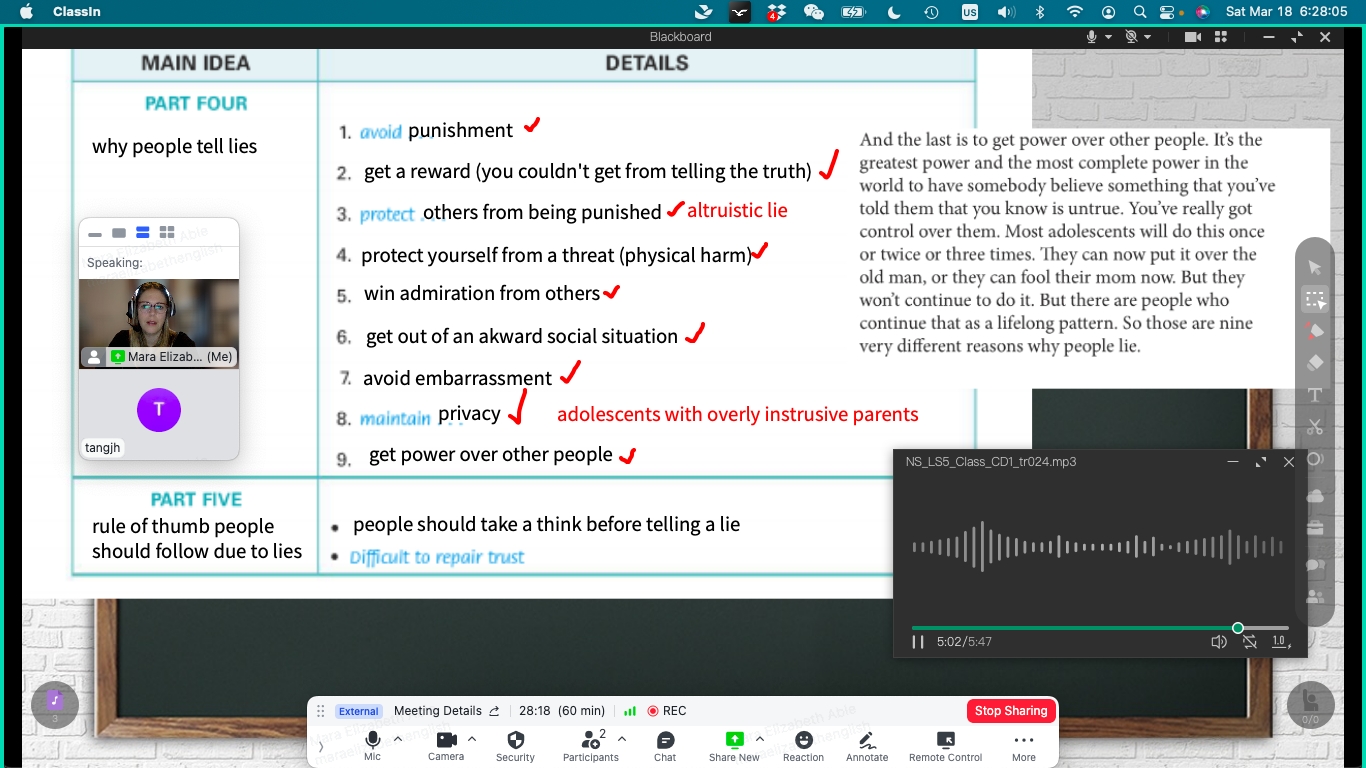 ClassIn
4
US
Sat Mar 18 6:28:05
Blackboard
MAIN IDEA
DETAILS
PART FOUR
why people tell lies
1. avoid punishment
2. get a reward (you couldn't get from telling the truth)
3. protect ... others from being punished altruistic lie
4. protect yourself from a threat (physical harm)
5. win admiration from others
6. get out of an akward social situation
7. avoid embarrassment
8. maintain privacy adolescents with overly instrusive parents
9. get power over other people
PART FIVE
rule of thumb people
should follow due to lies
• people should take a think before telling a lie
• Difficult to repair trust
And the last is to get power over other people. It's the
greatest power and the most complete power in the
world to have somebody believe something that you've
told them that you know is untrue. You've really got
control over them. Most adolescents will do this once
or twice or three times. They can now put it over the
old man, or they can fool their mom now. But they
won't continue to do it. But there are people who
continue that as a lifelong pattern. So those are nine
very different reasons why people lie.
Speaking:
Mara Elizab... (Me)
T
tangjh
NS_LS5_Class_CD1_tr024.mp3
5:02/5:47
1.0
3
0/0
External
Meeting Details
28:18 (60 min)
REC
Stop Sharing
Mic
Camera
Security
2
Participants
Chat
Share New
Reaction
Annotate
Remote Control
More